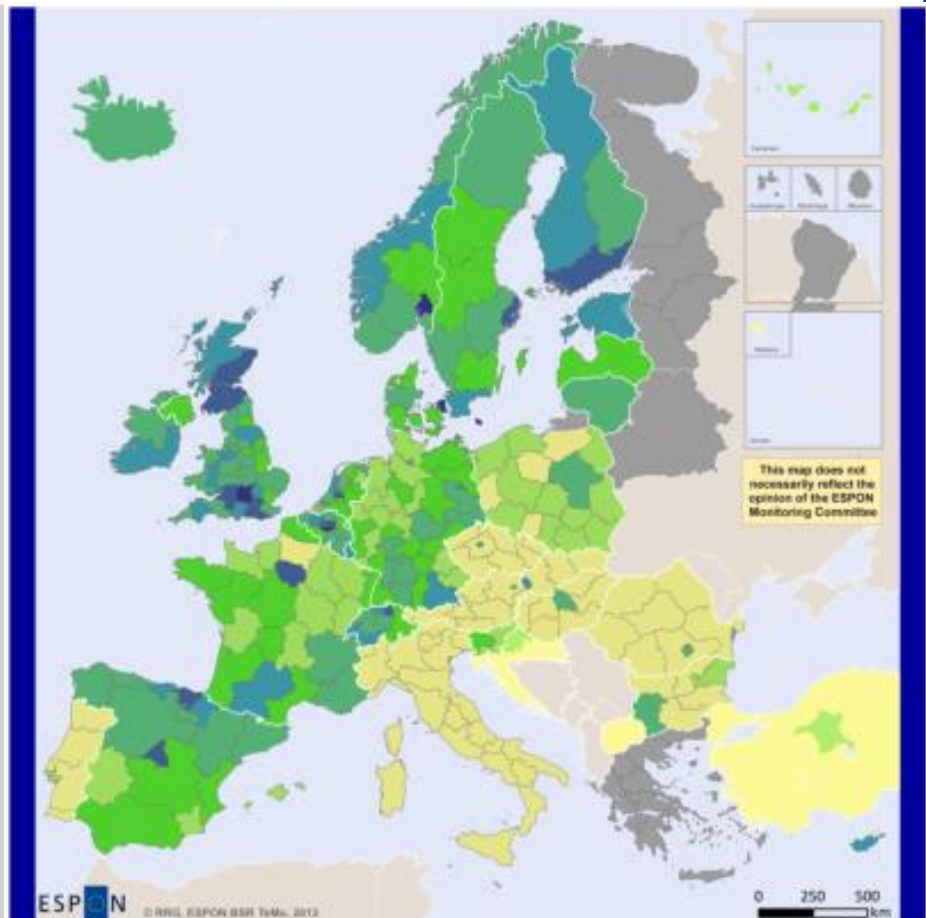 This map does not
necessarily reflect the
opinion of the ESPON
Monitoring Committee
ESPON
© RRG, ESPON BSR TeMo, 2013
0 250 500
km